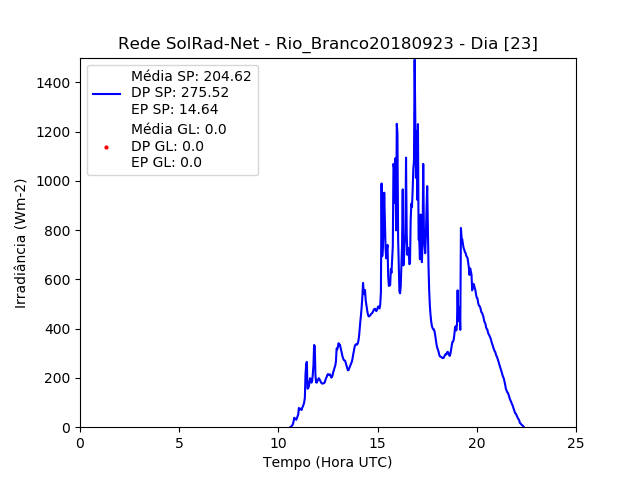 Rede SolRad-Net - Rio_Branco20180923 - Dia [23]
Média SP: 204.62
DP SP: 275.52
EP SP: 14.64
Média GL: 0.0
DP GL: 0.0
EP GL: 0.0
Irradiância (Wm-2)
1400
1200
1000
800
600
400
200
0
0 5 10 15 20 25
Tempo (Hora UTC)